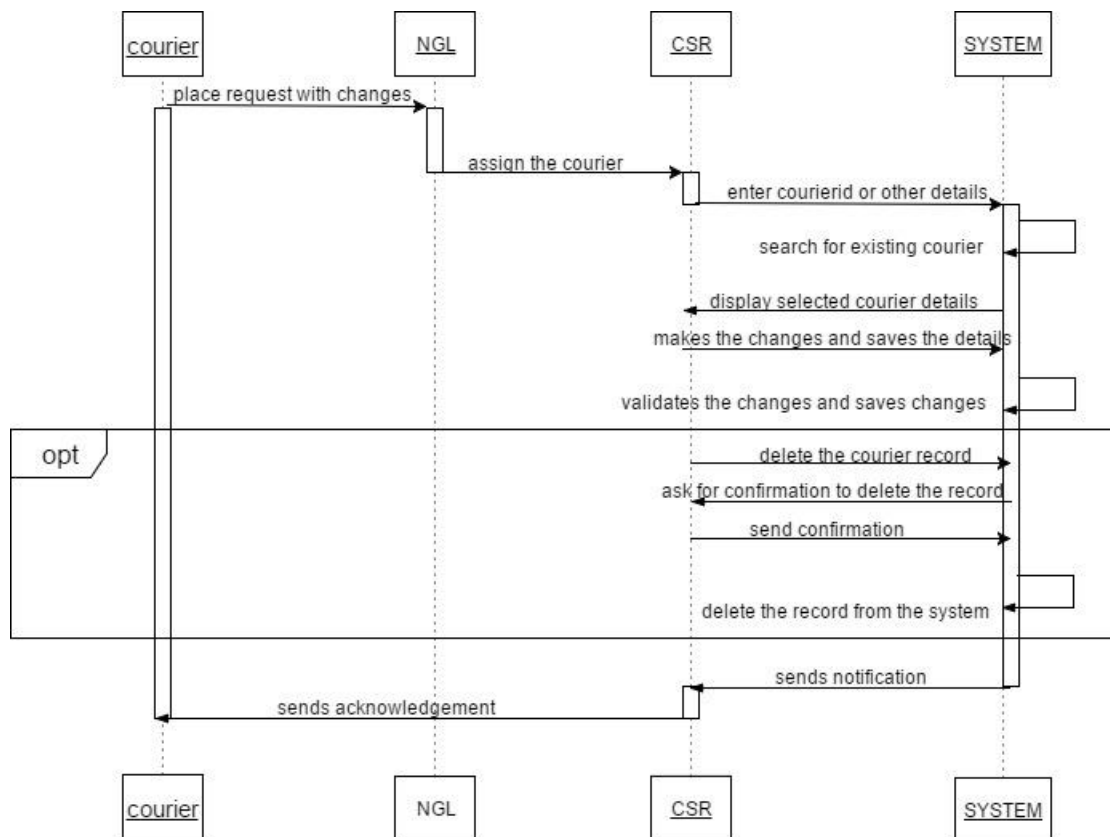 courier
NGL
CSR
SYSTEM
place request with changes
assign the courier
enter courierid or other details
search for existing courier
display selected courier details
makes the changes and saves the details
validates the changes and saves changes
opt
delete the courier record
ask for confirmation to delete the record
send confirmation
delete the record from the system
sends notification
sends acknowledgement
courier
NGL
CSR
SYSTEM